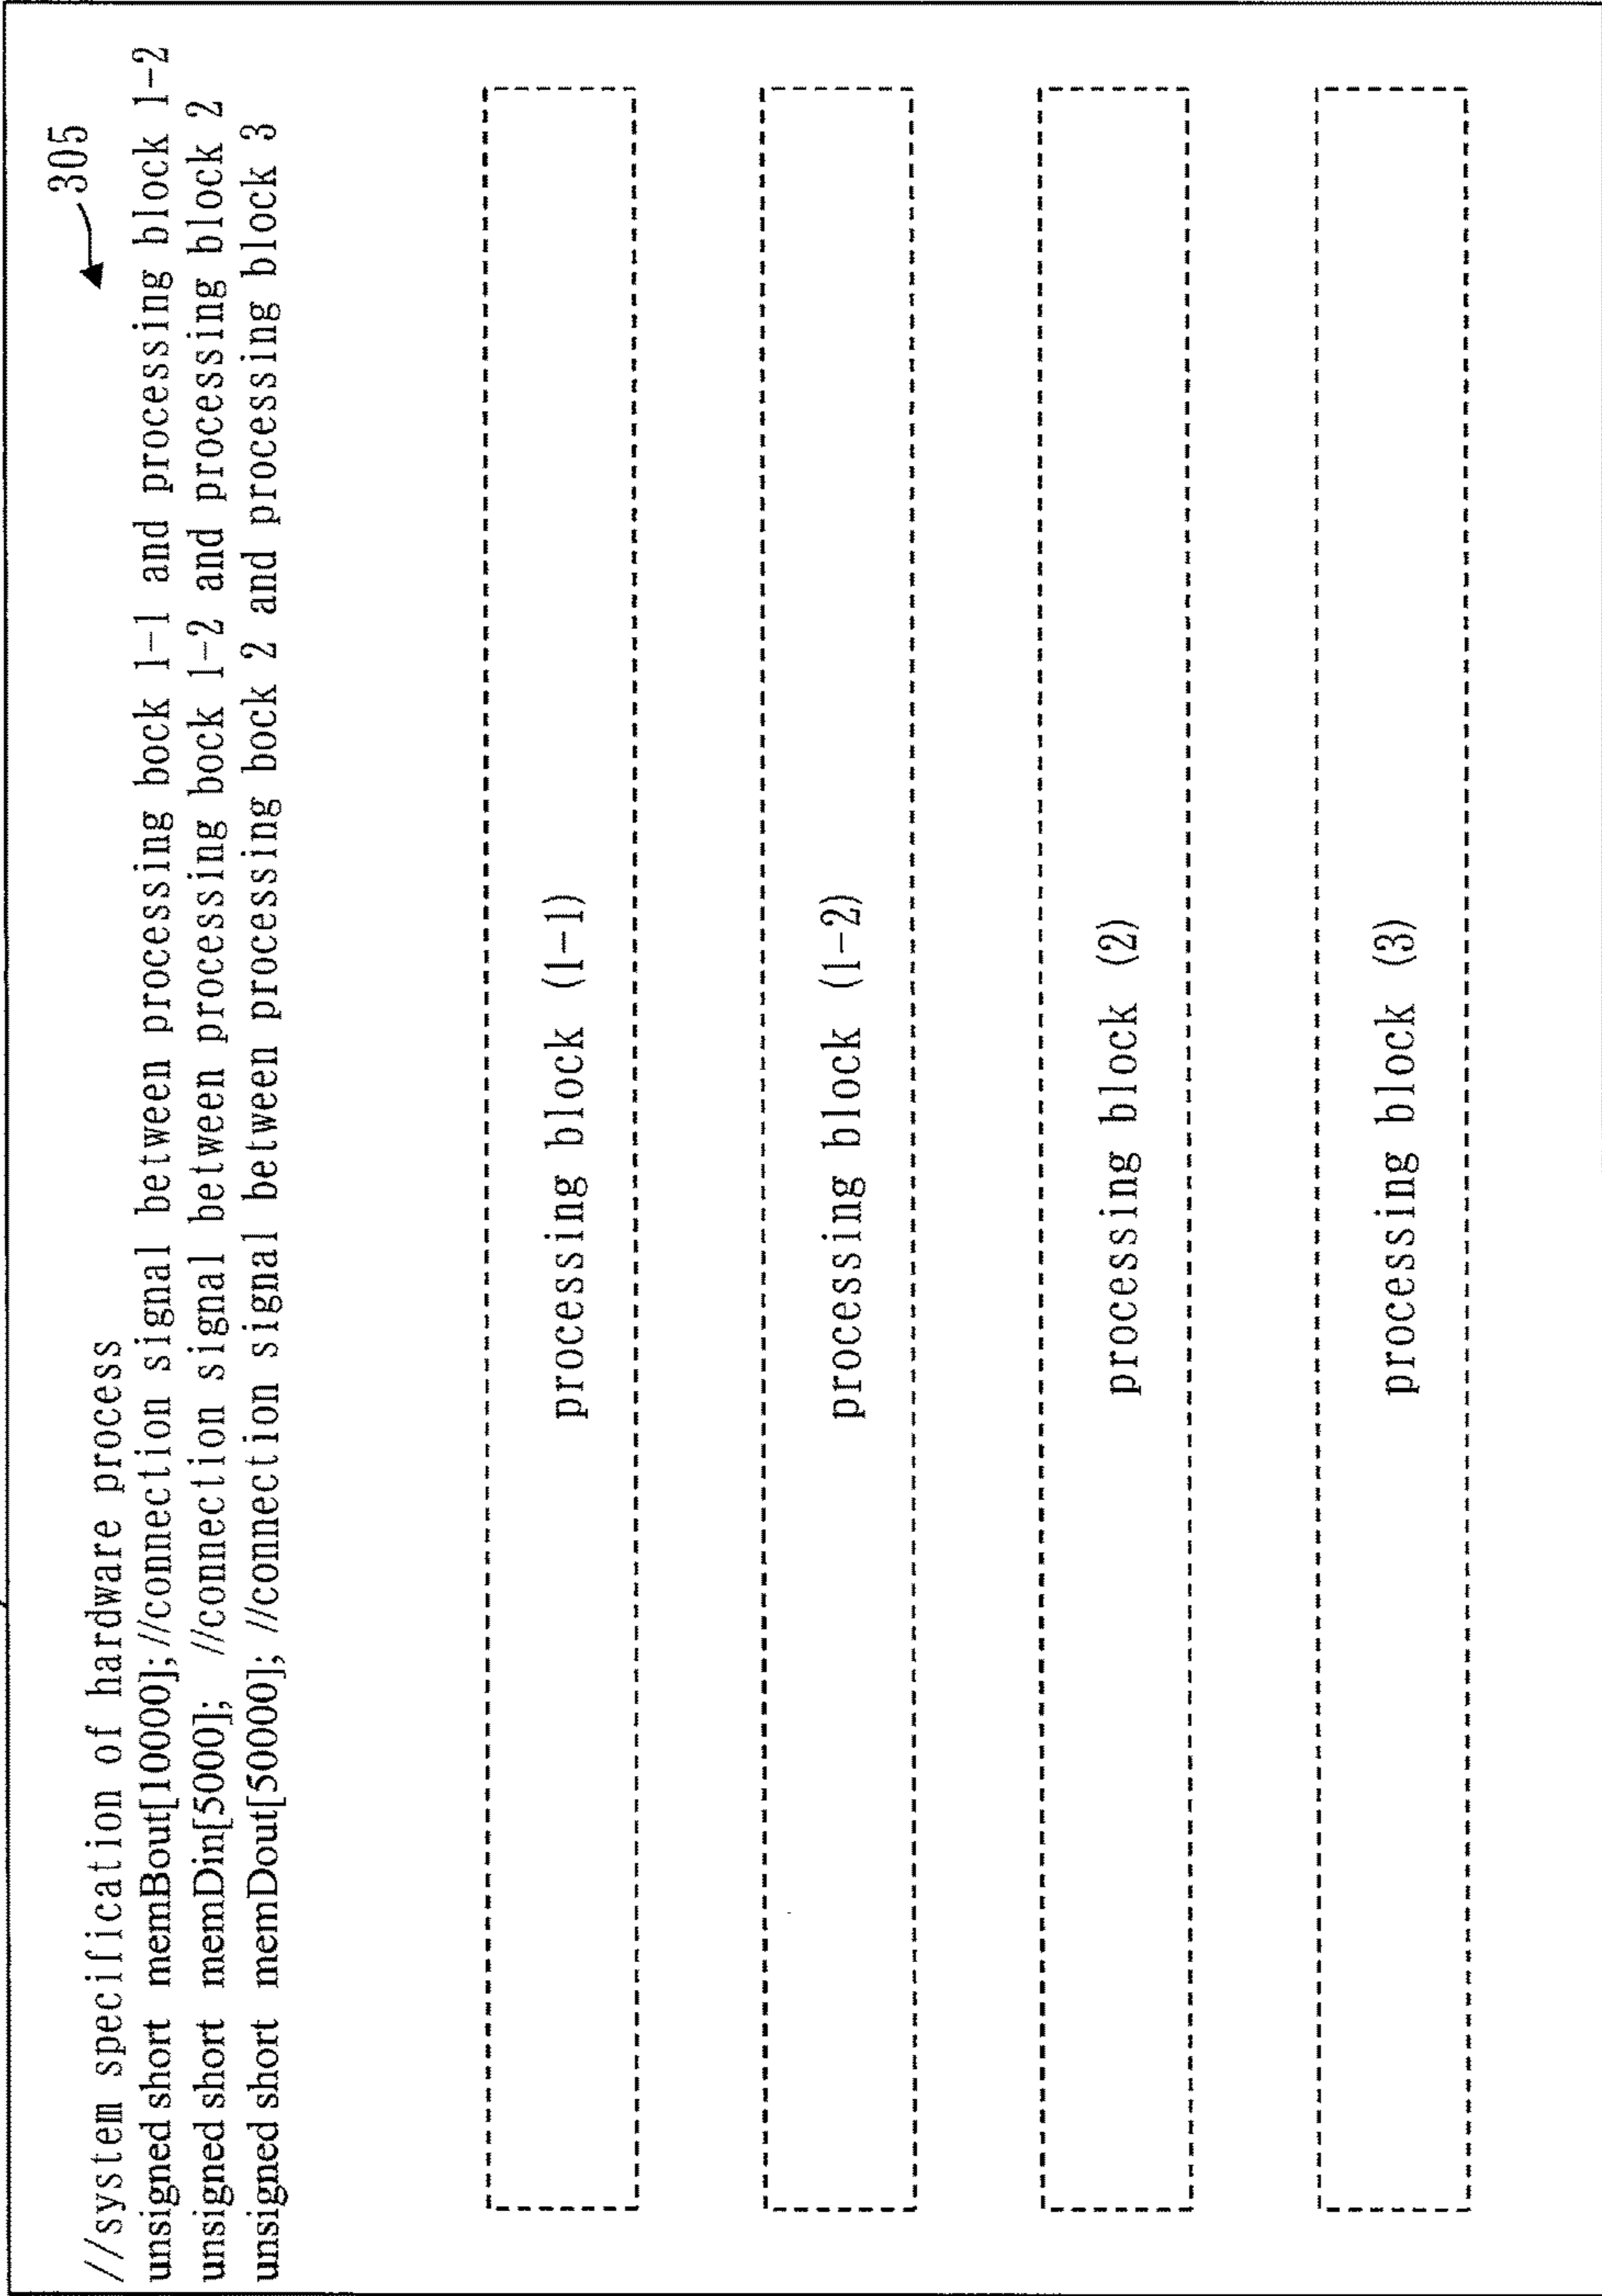 305
//system specification of hardware process
unsigned short memBout[1000]; //connection signal between processing bock 1-1 and processing block 1-2
unsigned short memDin[5000]; //connection signal between processing bock 1-2 and processing block 2
unsigned short memDout[5000]; //connection signal between processing bock 2 and processing block 3
processing block (1-1)
processing block (1-2)
processing block (2)
processing block (3)